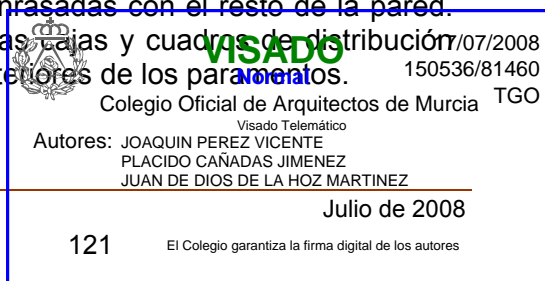 enrasadas con el resto de la pared.
as cajas y cuadros de distribución
teriores de los paramentos.
VISADO
Normal
7/07/2008
150536/81460
TGO
Colegio Oficial de Arquitectos de Murcia
Visado Telemático
Autores: JOAQUIN PEREZ VICENTE
PLACIDO CAÑADAS JIMENEZ
JUAN DE DIOS DE LA HOZ MARTINEZ
Julio de 2008
121
El Colegio garantiza la firma digital de los autores